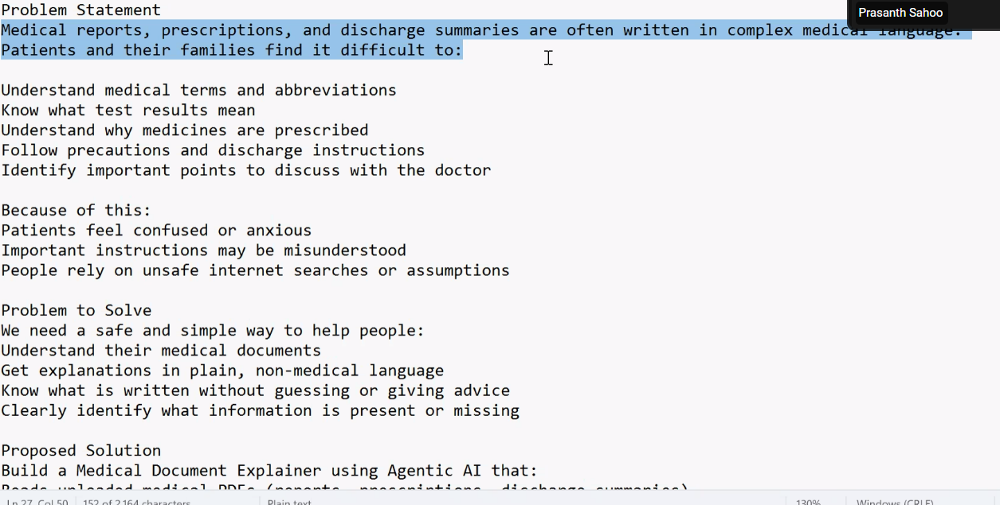 Problem Statement
Prasanth Sahoo
Medical reports, prescriptions, and discharge summaries are often written in complex medical language.
Patients and their families find it difficult to:
Understand medical terms and abbreviations
Know what test results mean
Understand why medicines are prescribed
Follow precautions and discharge instructions
Identify important points to discuss with the doctor
Because of this:
Patients feel confused or anxious
Important instructions may be misunderstood
People rely on unsafe internet searches or assumptions
Problem to Solve
We need a safe and simple way to help people:
Understand their medical documents
Get explanations in plain, non-medical language
Know what is written without guessing or giving advice
Clearly identify what information is present or missing
Proposed Solution
Build a Medical Document Explainer using Agentic AI that:
Reads uploaded medical PDFs (reports, prescriptions, discharge summaries)
Ln 27, Col 50 152 of 2,164 characters Plain text 130% Windows (CRLF)